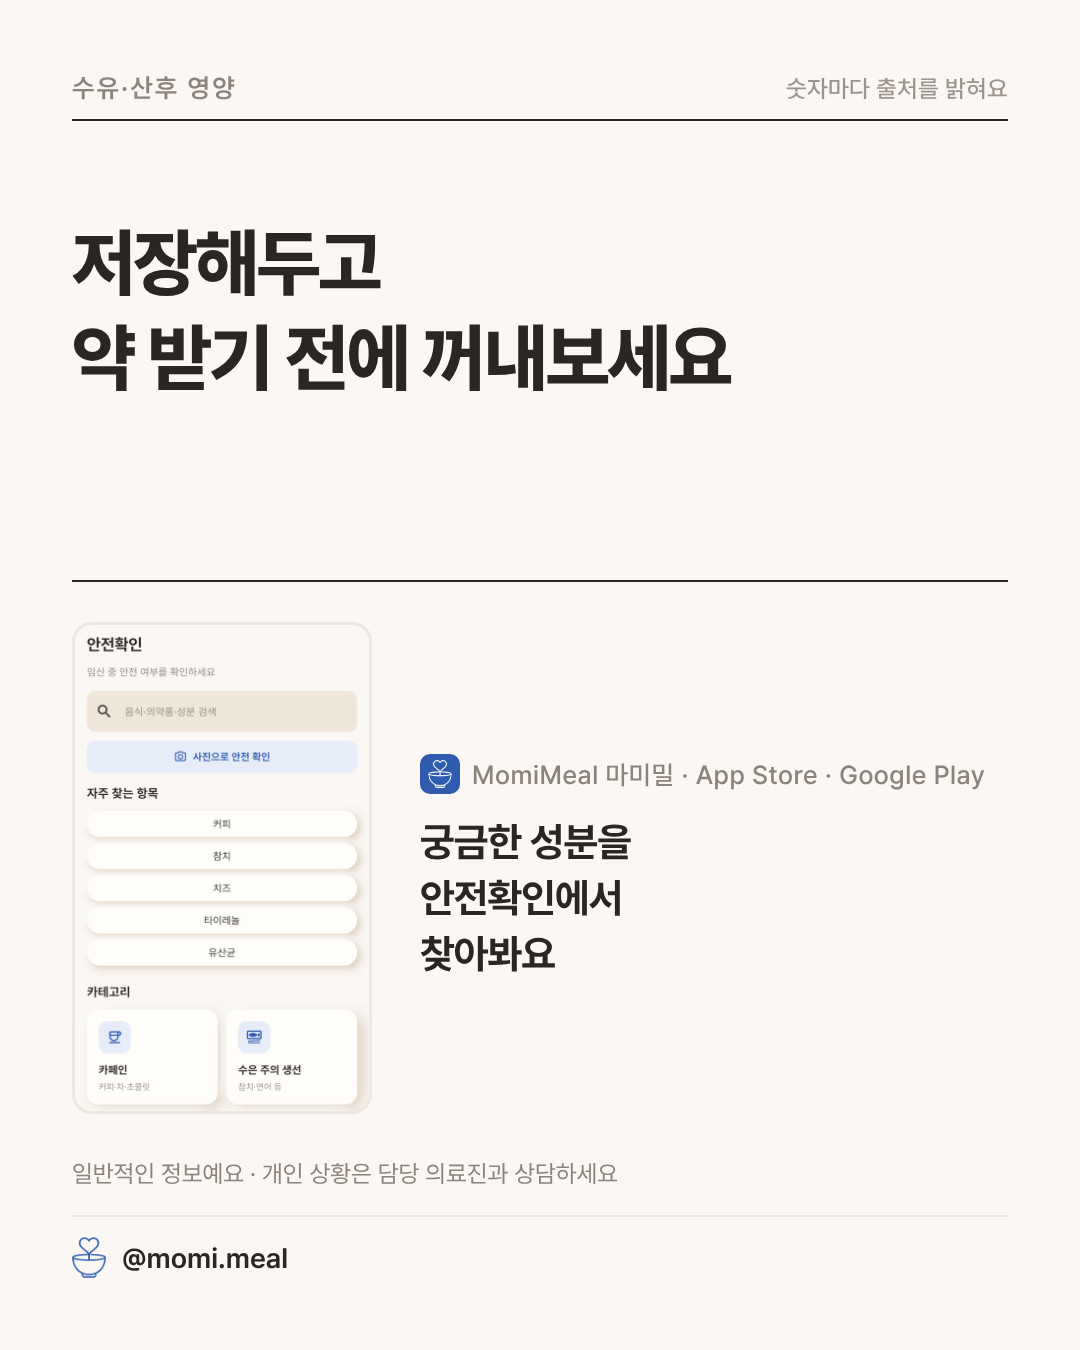 수유·산후 영양
숫자마다 출처를 밝혀요
저장해두고
약 받기 전에 꺼내보세요
안전확인
임신 중 안전 여부를 확인하세요
음식·의약품·성분 검색
사진으로 안전 확인
자주 찾는 항목
커피
참치
치즈
타이레놀
유산균
카테고리
카페인
커피·차·초콜릿
수은 주의 생선
참치·연어 등
MomiMeal 마미밀 · App Store · Google Play
궁금한 성분을
안전확인에서
찾아봐요
일반적인 정보예요 · 개인 상황은 담당 의료진과 상담하세요
@momi.meal